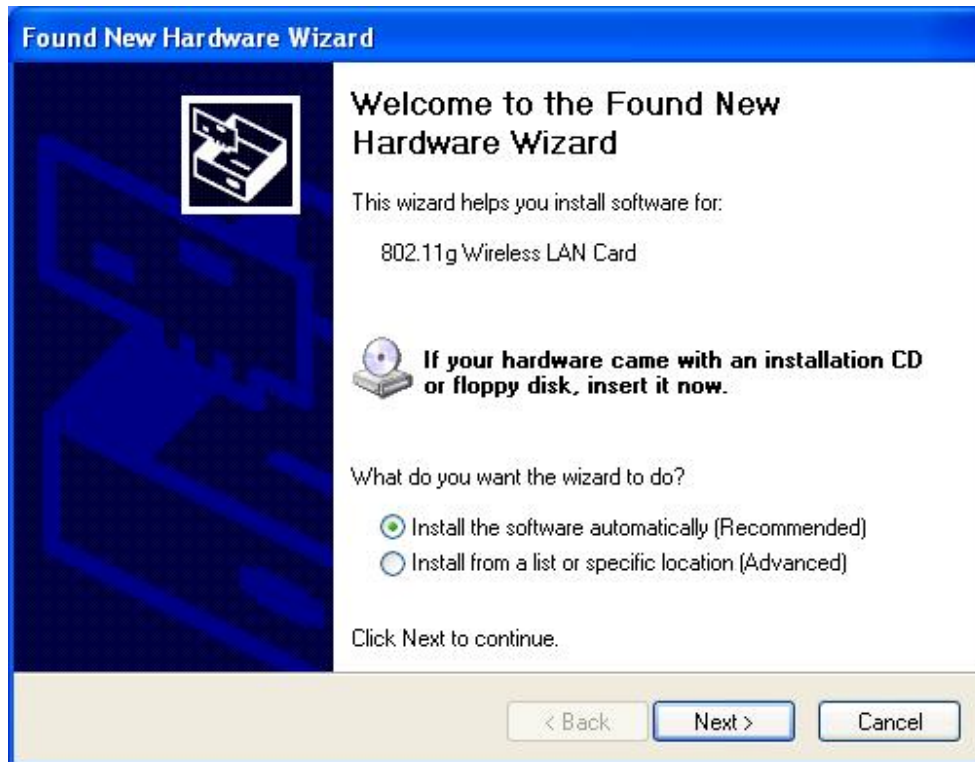 Found New Hardware Wizard
Welcome to the Found New
Hardware Wizard
This wizard helps you install software for:
802.11g Wireless LAN Card
If your hardware came with an installation CD
or floppy disk, insert it now.
What do you want the wizard to do?
Install the software automatically (Recommended)
Install from a list or specific location (Advanced)
Click Next to continue.
< Back
Next >
Cancel